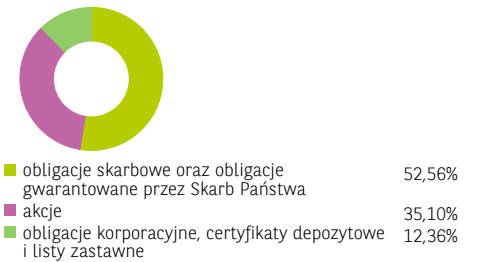 obligacje skarbowe oraz obligacje
gwarantowane przez Skarb Państwa 52,56%
akcje 35,10%
obligacje korporacyjne, certyfikaty depozytowe 12,36%
i listy zastawne